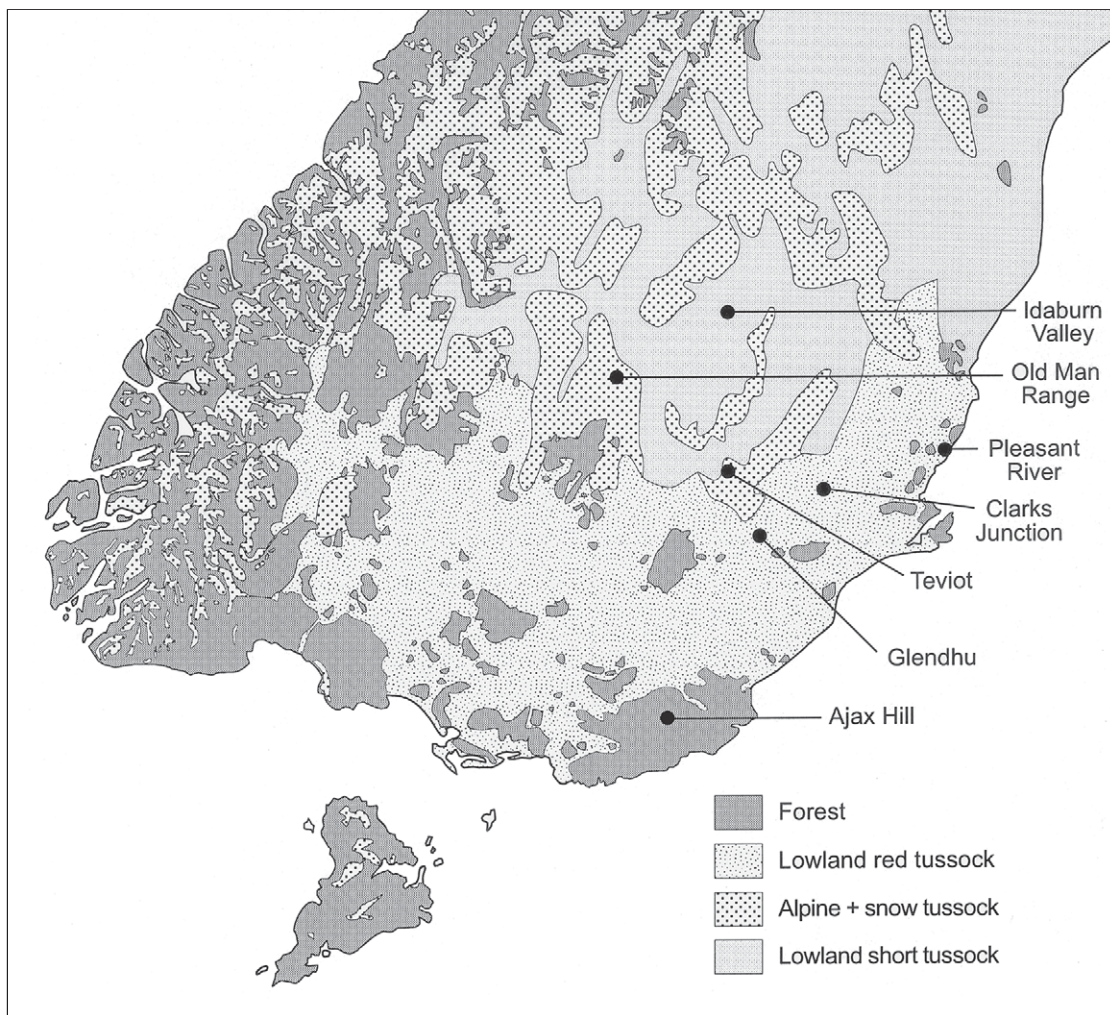 Idaburn
Valley
Old Man
Range
Pleasant
River
Clarks
Junction
Teviot
Glendhu
Ajax Hill
Forest
Lowland red tussock
Alpine + snow tussock
Lowland short tussock